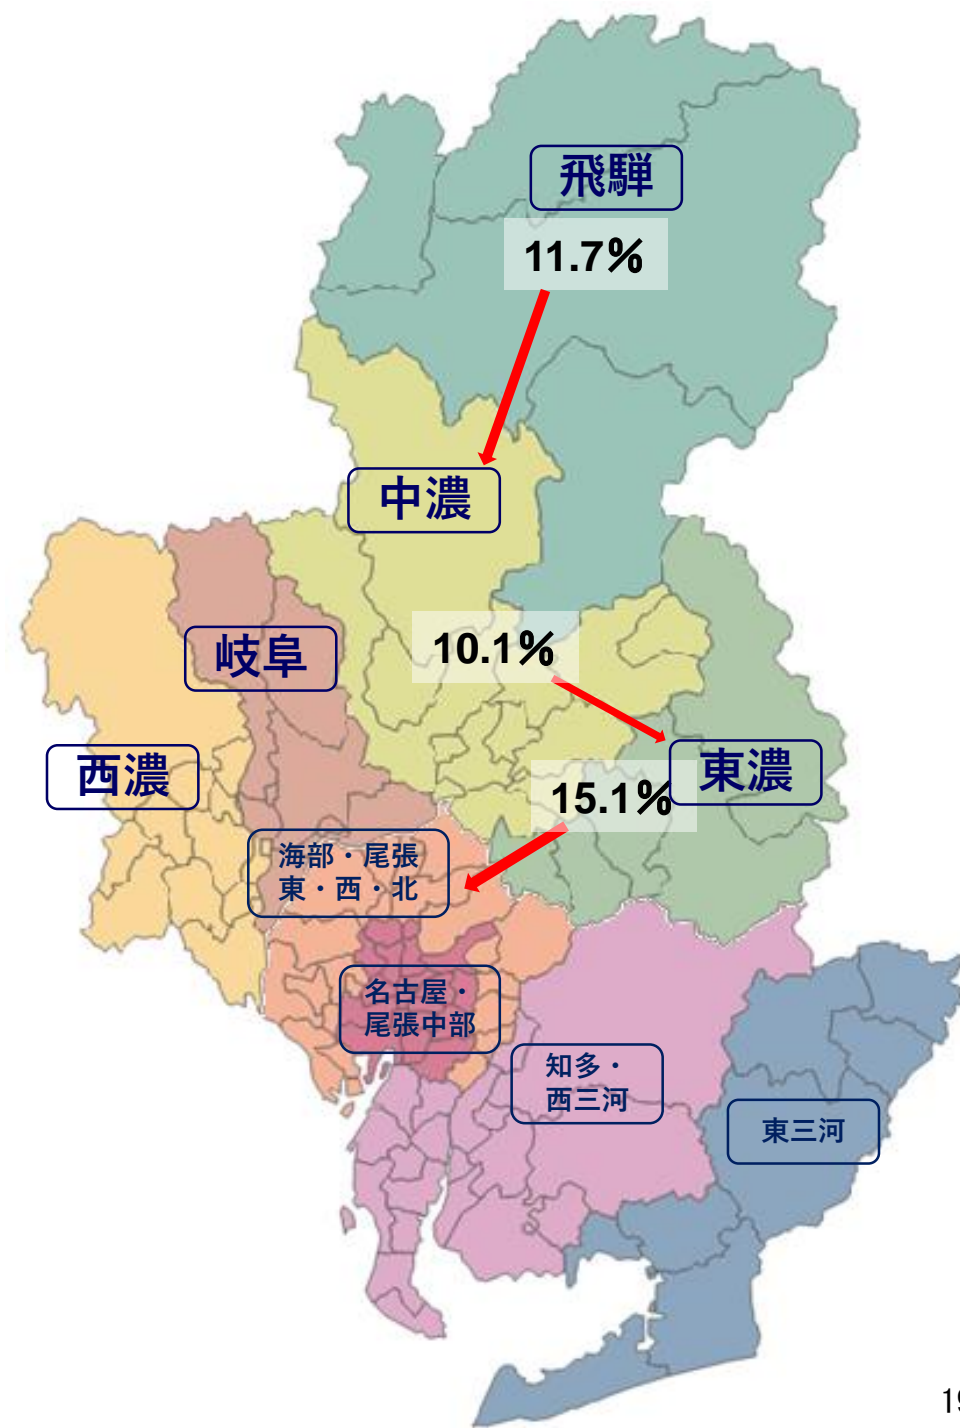 飛騨
11.7%
中濃
岐阜
10.1%
西濃
東濃
15.1%
海部・尾張
東・西・北
名古屋・
尾張中部
知多・
西三河
東三河